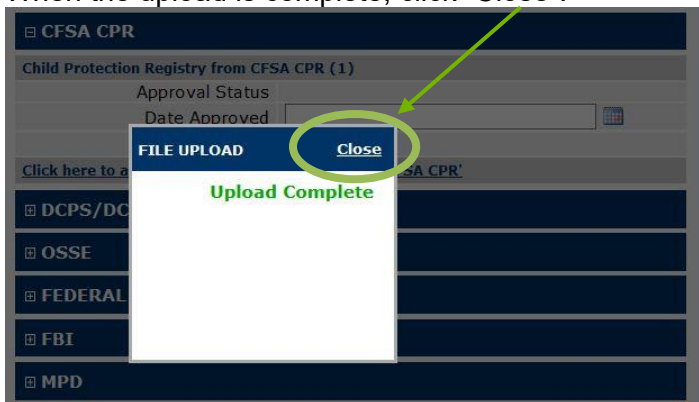 When the upload is complete, click "Close".
CFSA CPR
Child Protection Registry from CFSA CPR (1)
Approval Status
Date Approved
FILE UPLOAD Close
Click here to a SA CPR'
Upload Complete
DCPS/DC
OSSE
FEDERAL
FBI
MPD